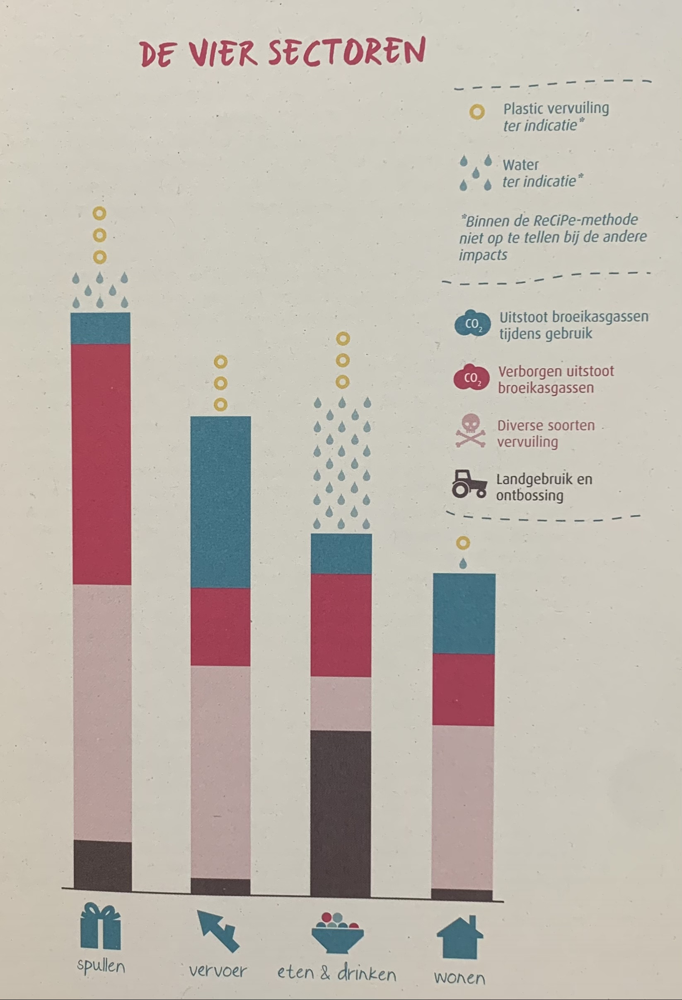 DE VIER SECTOREN
Plastic vervuiling
ter indicatie*
Water
ter indicatie*
*Binnen de ReCiPe-methode
niet op te tellen bij de andere
impacts
CO2
Uitstoot broeikasgassen
tijdens gebruik
CO2
Verborgen uitstoot
broeikasgassen
Diverse soorten
vervuiling
Landgebruik en
ontbossing
spullen
vervoer
eten & drinken
wonen